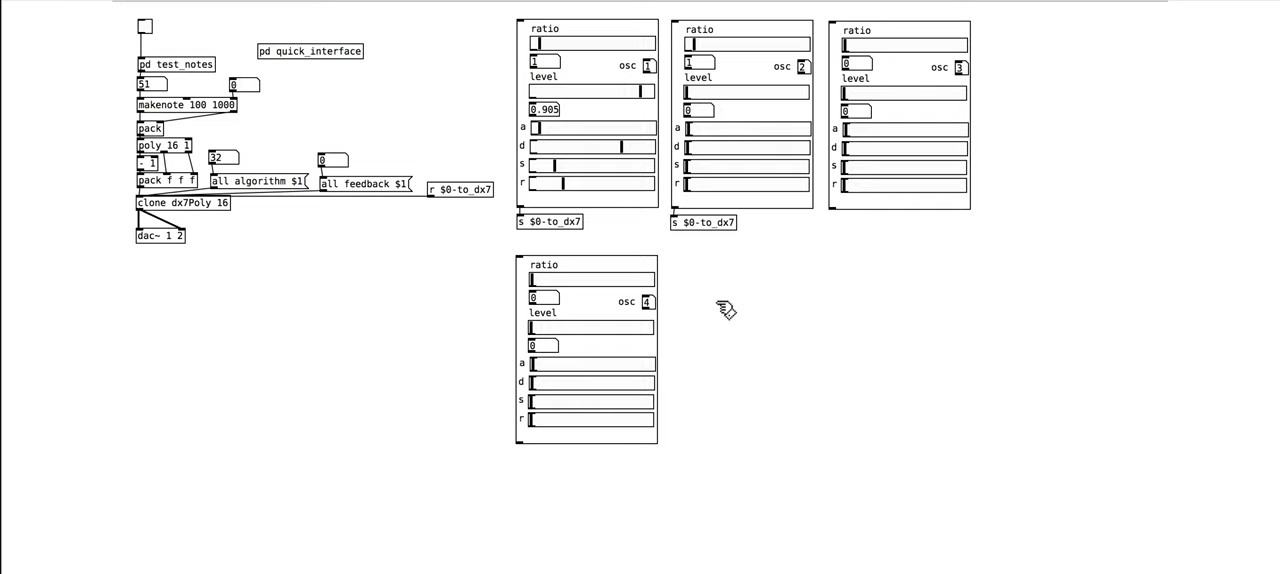 pd quick_interface
pd test_notes
51
0
makenote 100 1000
pack
poly 16 1
- 1
32
0
pack f f f
all algorithm $1
all feedback $1
r $0-to_dx7
clone dx7Poly 16
dac~ 1 2
ratio
1
osc 1
level
0.905
a
d
s
r
s $0-to_dx7
ratio
1
osc 2
level
0
a
d
s
r
s $0-to_dx7
ratio
0
osc 3
level
0
a
d
s
r
ratio
0
osc 4
level
0
a
d
s
r